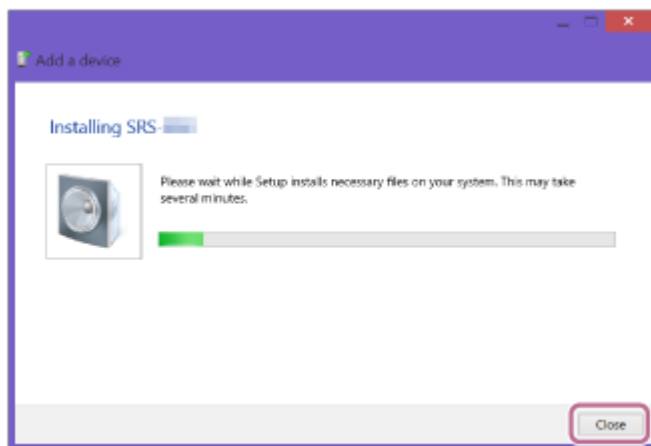 Add a device
Installing SRS-
Please wait while Setup installs necessary files on your system. This may take
several minutes.
Close